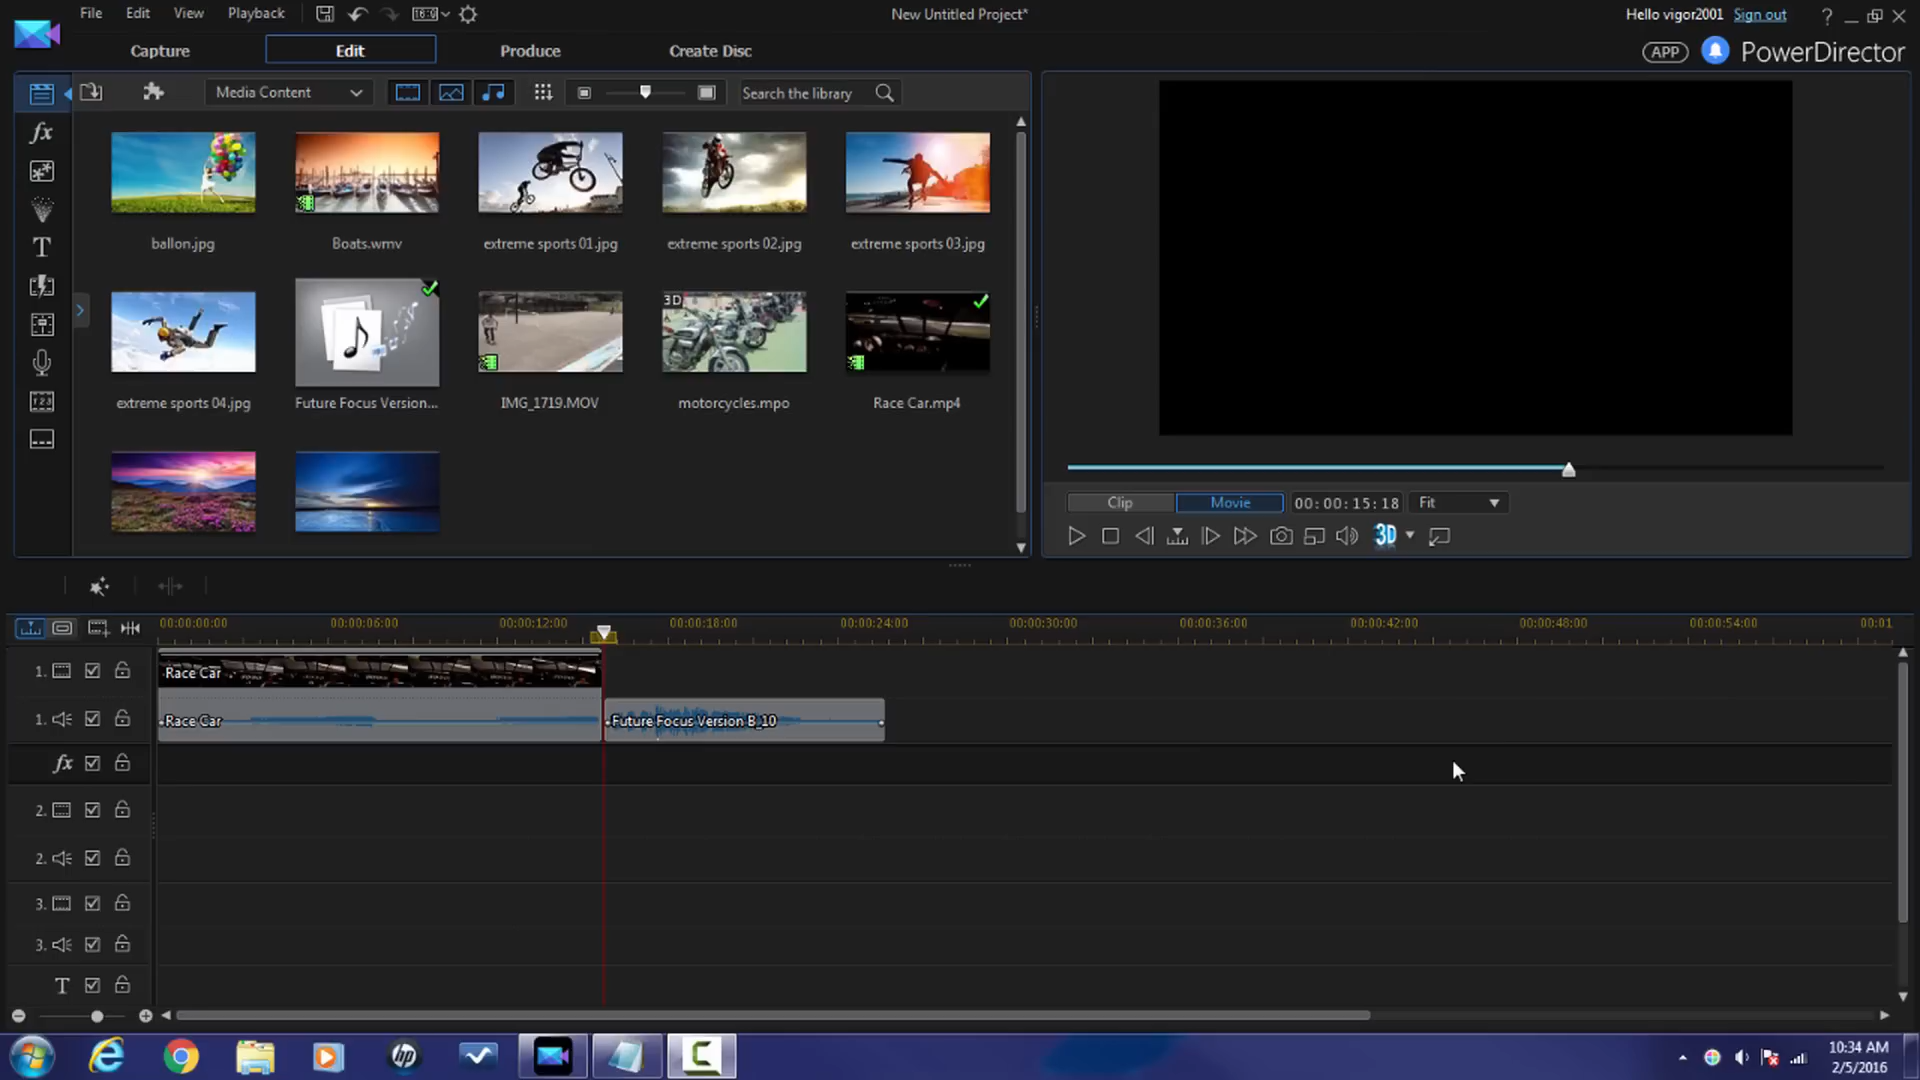 File Edit View Playback 16:9 New Untitled Project* Hello vigor2001 Sign out ?
Capture Edit Produce Create Disc APP PowerDirector
Media Content Search the library
fx
T
ballon.jpg Boats.wmv extreme sports 01.jpg extreme sports 02.jpg extreme sports 03.jpg
3D
extreme sports 04.jpg Future Focus Version... IMG_1719.MOV motorcycles.mpo Race Car.mp4
Clip Movie 00:00:15:18 Fit
3D
00:00:00:00 00:00:06:00 00:00:12:00 00:00:18:00 00:00:24:00 00:00:30:00 00:00:36:00 00:00:42:00 00:00:48:00 00:00:54:00 00:01
1. Race Car
1. Race Car Future Focus Version B_10
fx
2.
2.
3.
3.
T
hp
C
10:34 AM
2/5/2016